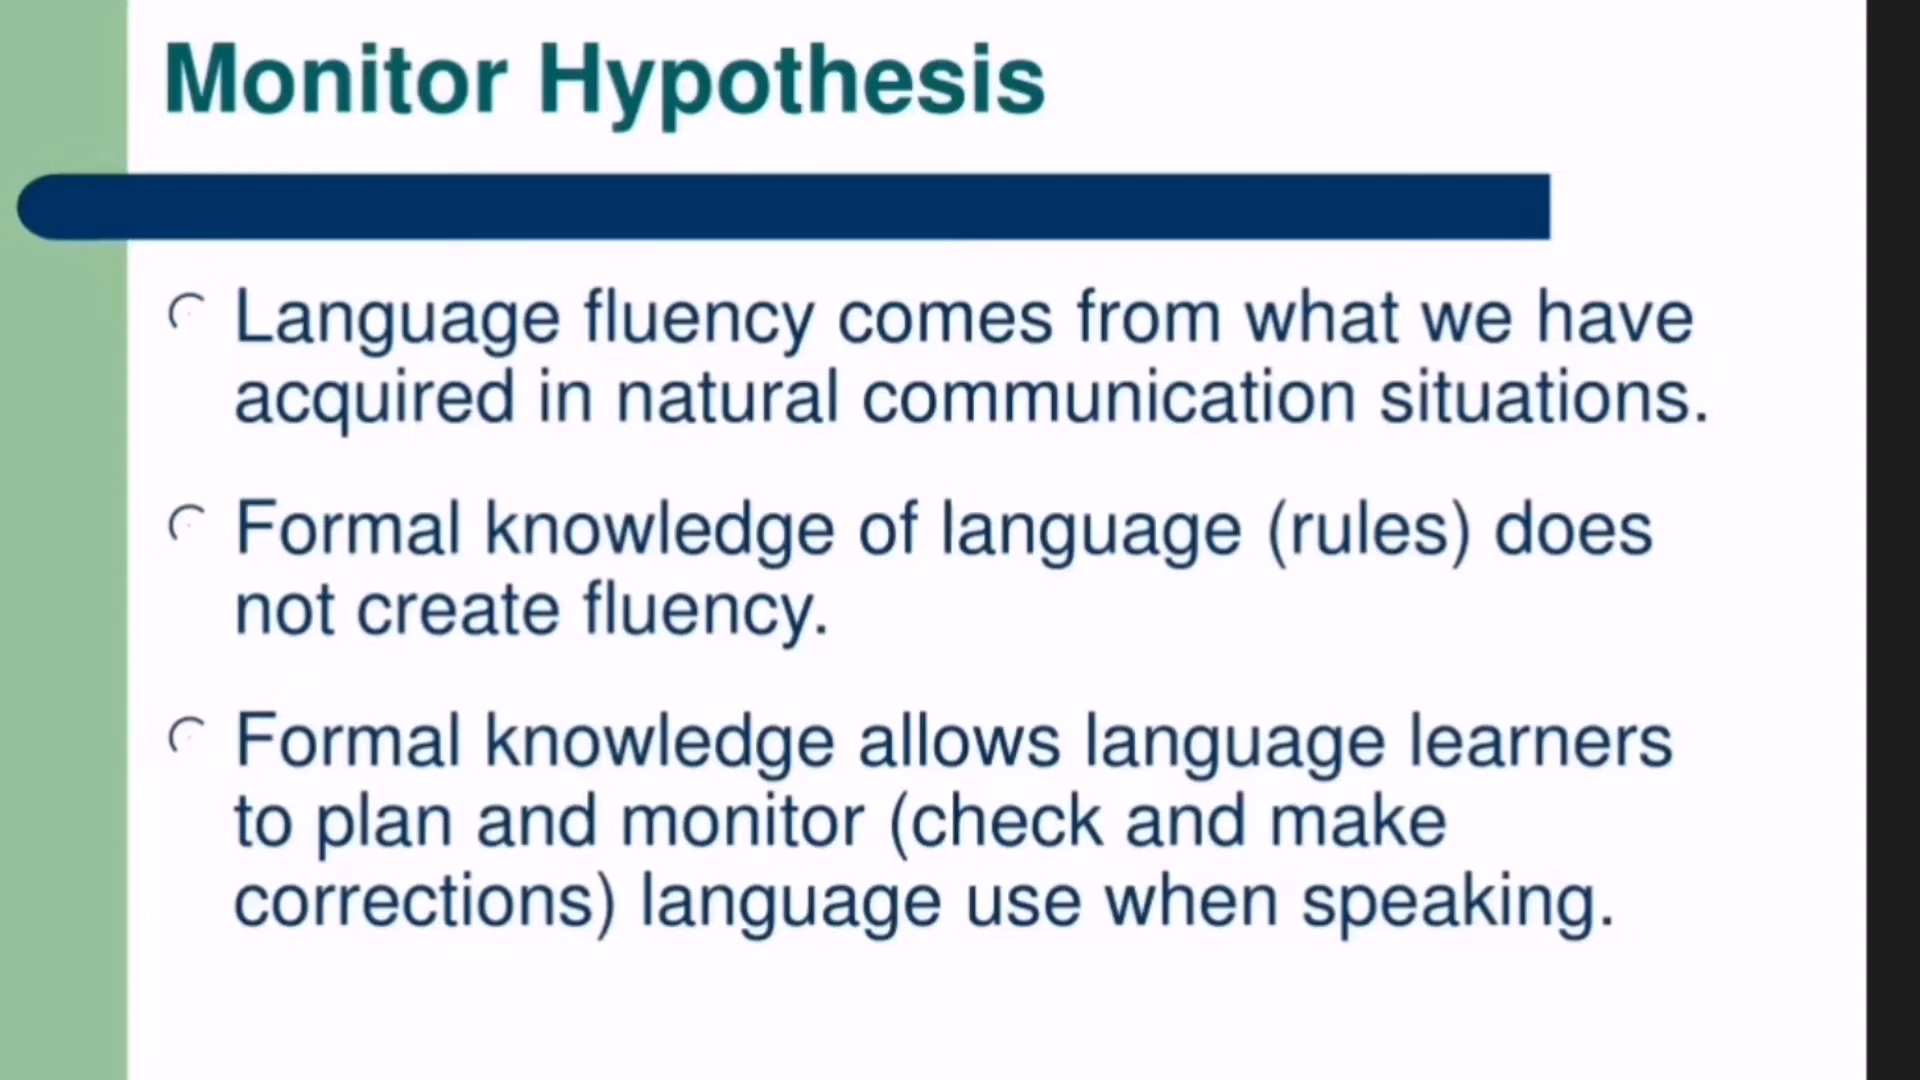 Monitor Hypothesis
Language fluency comes from what we have
acquired in natural communication situations.
Formal knowledge of language (rules) does
not create fluency.
Formal knowledge allows language learners
to plan and monitor (check and make
corrections) language use when speaking.